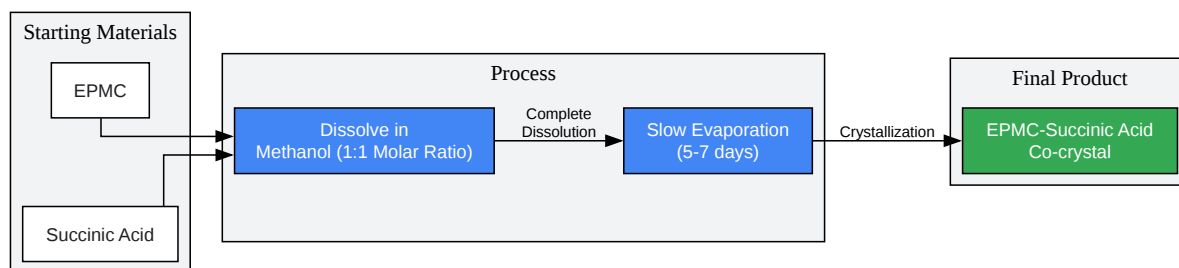 Starting Materials
EPMC
Succinic Acid
Process
Dissolve in
Methanol (1:1 Molar Ratio)
Complete
Dissolution
Slow Evaporation
(5-7 days)
Crystallization
Final Product
EPMC-Succinic Acid
Co-crystal